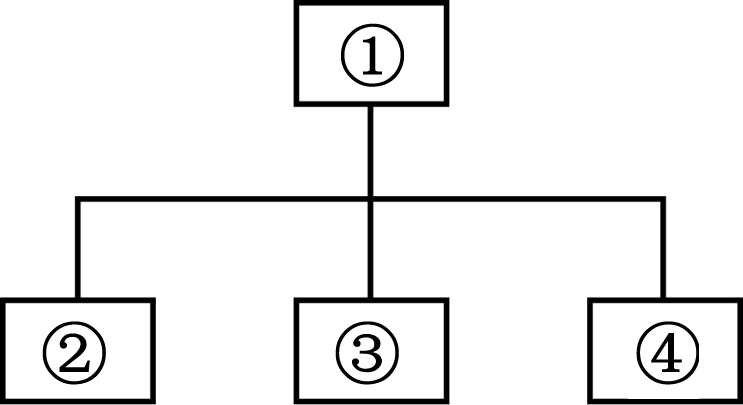 ①
② ③ ④